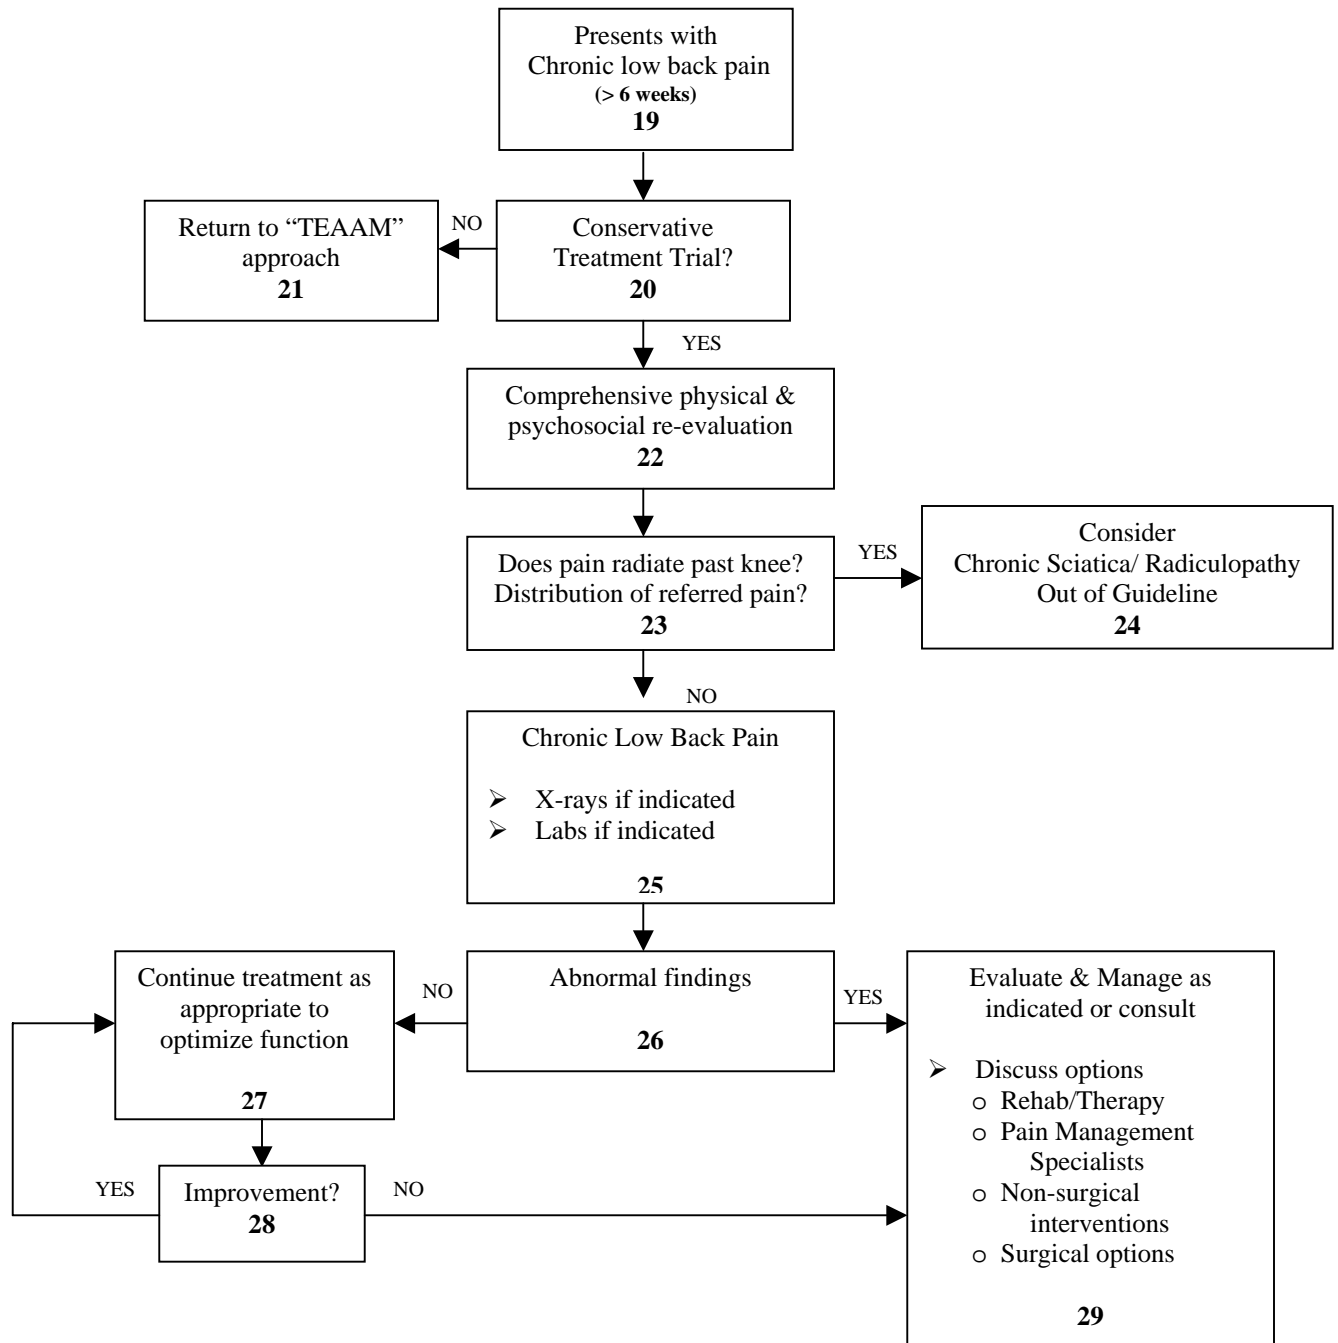 Presents with
Chronic low back pain
(> 6 weeks)
19
Return to “TEAAM”
approach
21
NO
Conservative
Treatment Trial?
20
YES
Comprehensive physical &
psychosocial re-evaluation
22
Does pain radiate past knee?
Distribution of referred pain?
23
YES
Consider
Chronic Sciatica/ Radiculopathy
Out of Guideline
24
NO
Chronic Low Back Pain
➢ X-rays if indicated
➢ Labs if indicated
25
Continue treatment as
appropriate to
optimize function
27
NO
Abnormal findings
26
YES
Evaluate & Manage as
indicated or consult
➢ Discuss options
o Rehab/Therapy
o Pain Management
Specialists
o Non-surgical
interventions
o Surgical options
29
YES
Improvement?
28
NO